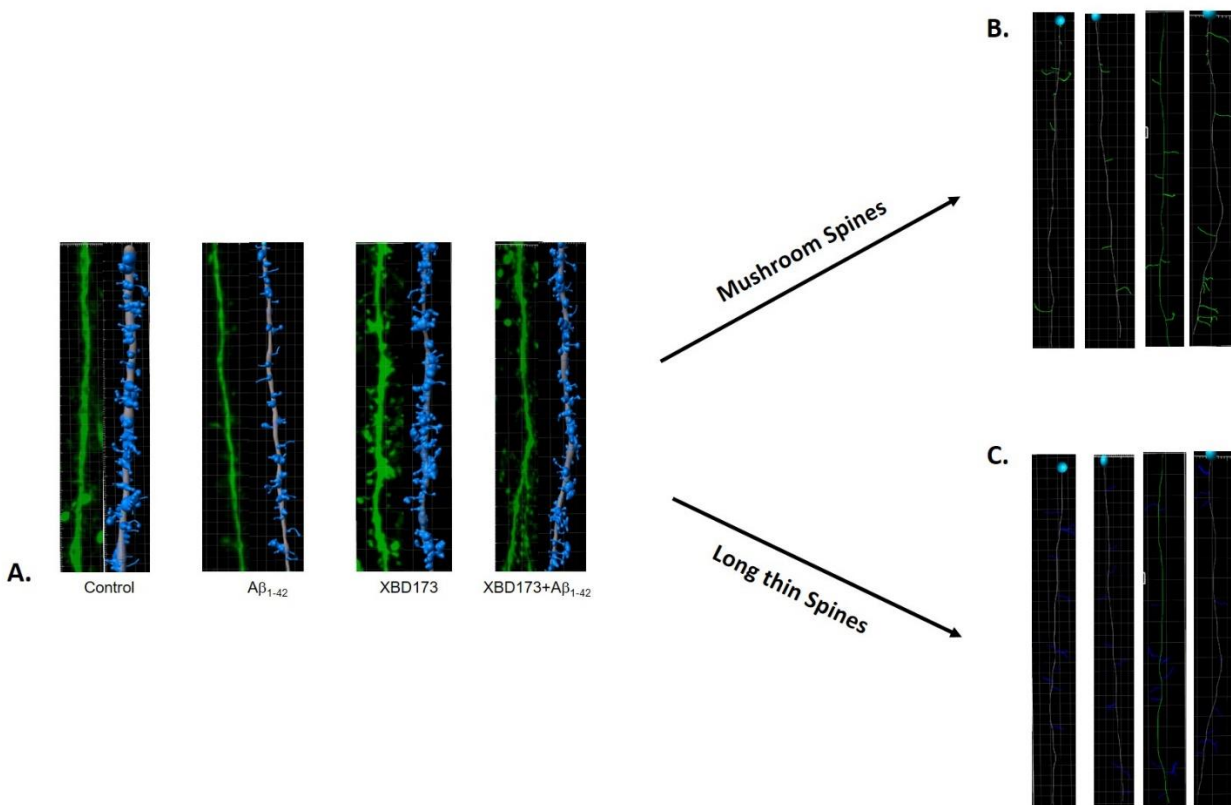 B.
Mushroom Spines
C.
Long thin Spines
A.
Control
Aβ₁₋₄₂
XBD173
XBD173+Aβ₁₋₄₂